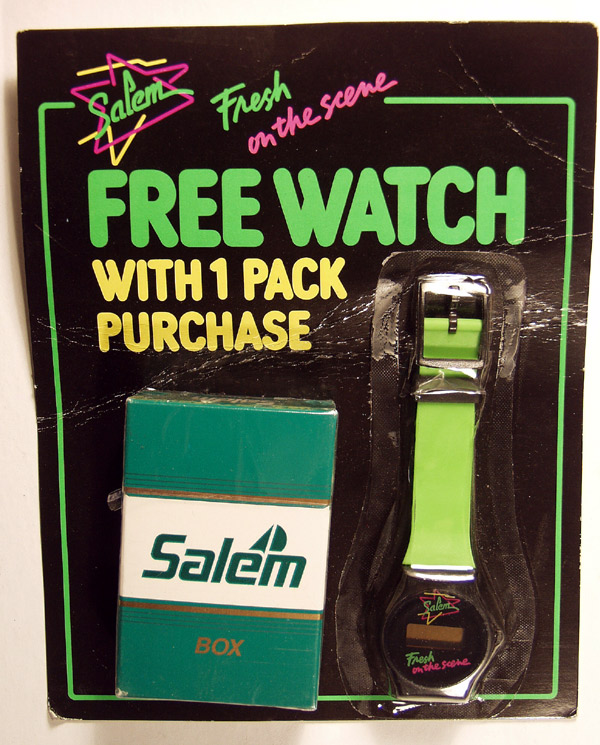 Salem
Fresh
on the scene
FREE WATCH
WITH 1 PACK
PURCHASE
Salem
BOX
Salem
Fresh
on the scene